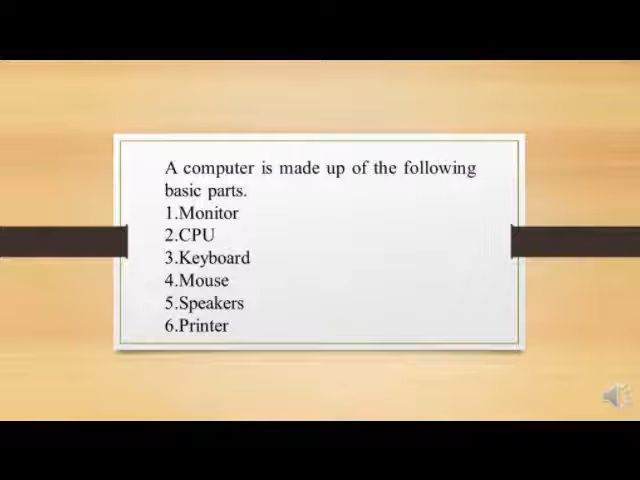 A computer is made up of the following
basic parts.
1.Monitor
2.CPU
3.Keyboard
4.Mouse
5.Speakers
6.Printer